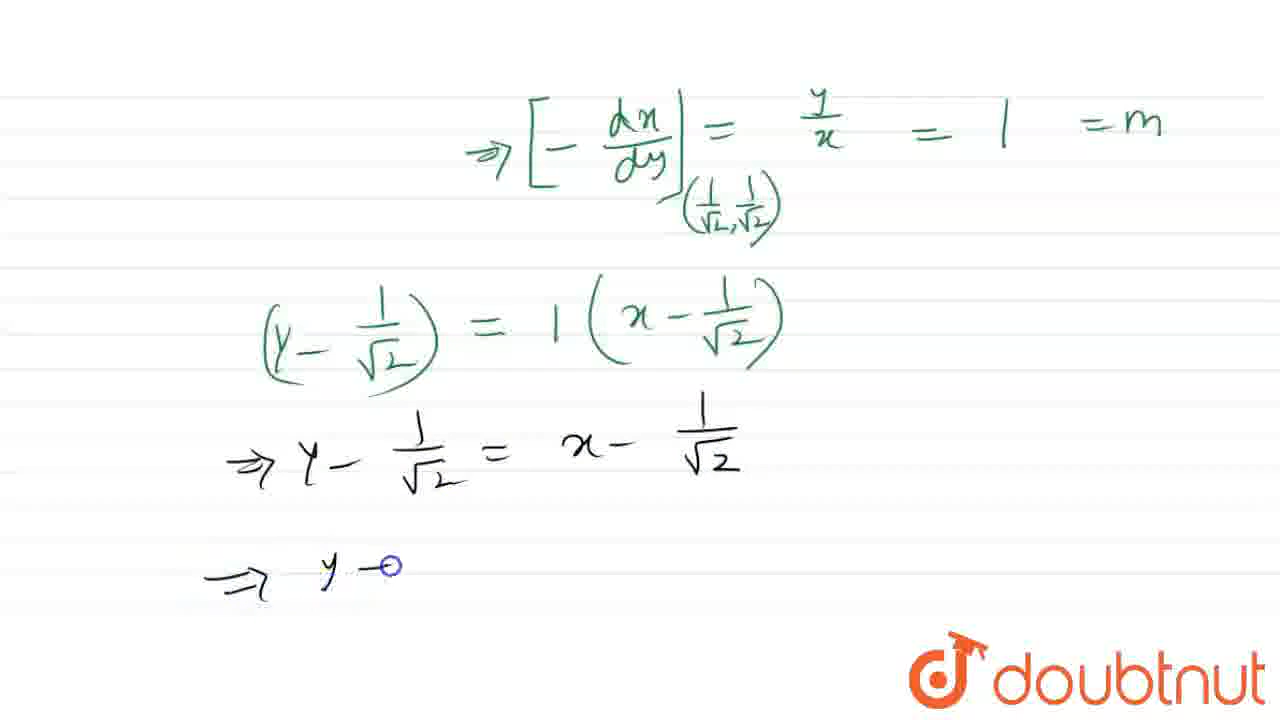 ⇒ [- dx/dy](1/√2, 1/√2) = y/x = 1 = m
(y - 1/√2) = 1(x - 1/√2)
⇒ y - 1/√2 = x - 1/√2
⇒ y -
doubtnut